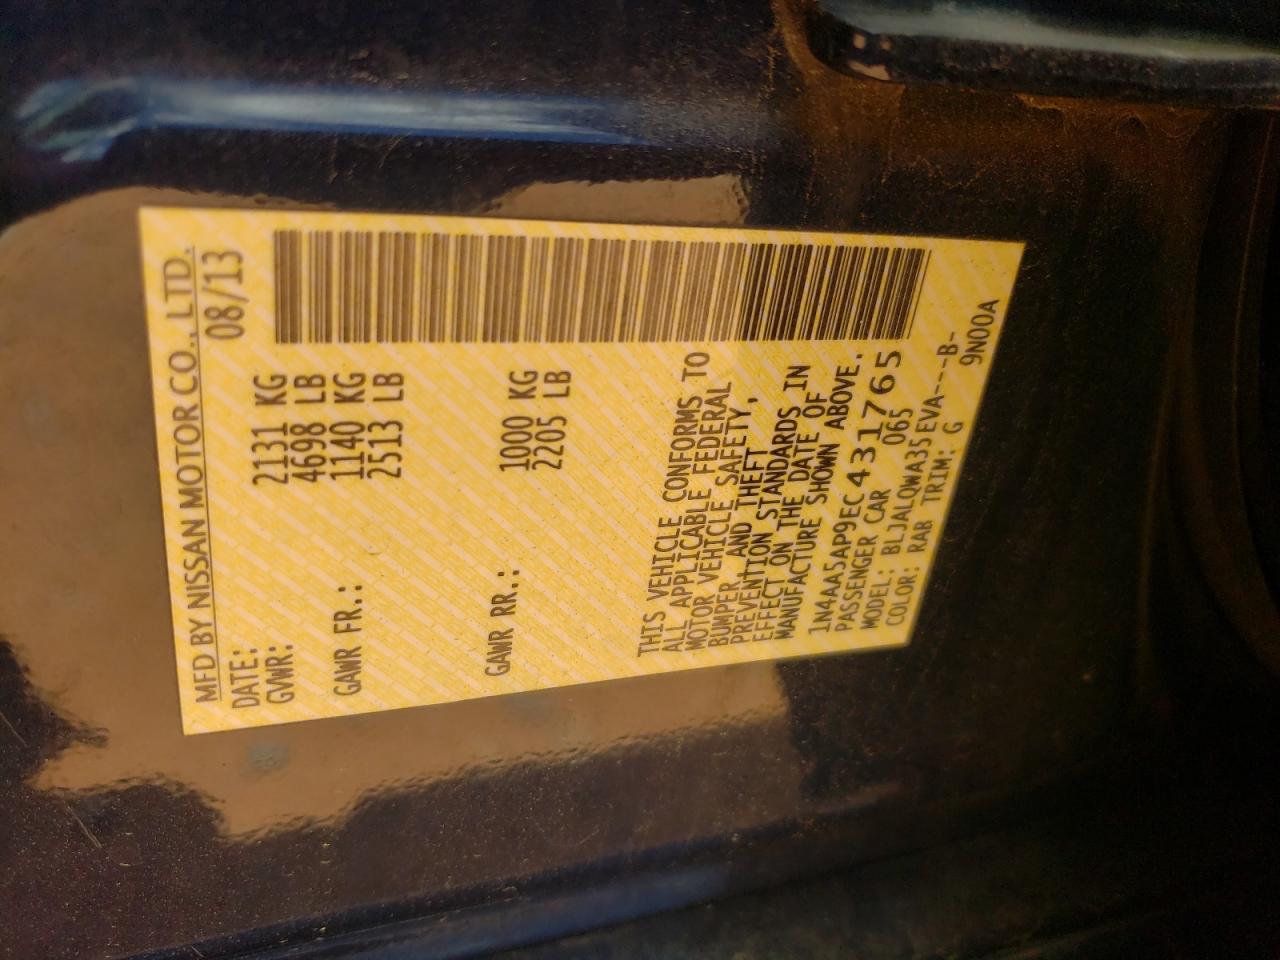 MFD BY NISSAN MOTOR CO., LTD.
DATE: 08/13
GVWR: 2131 KG
4698 LB
GAWR FR.: 1140 KG
2513 LB
GAWR RR.: 1000 KG
2205 LB
THIS VEHICLE CONFORMS TO
ALL APPLICABLE FEDERAL
MOTOR VEHICLE SAFETY,
BUMPER AND THEFT
PREVENTION STANDARDS IN
EFFECT ON THE DATE OF
MANUFACTURE SHOWN ABOVE.
1N4AA5AP9EC431765
PASSENGER CAR 065
MODEL: BLJALQWA35EVA---B-
COLOR: RAB TRIM: G 9N00A